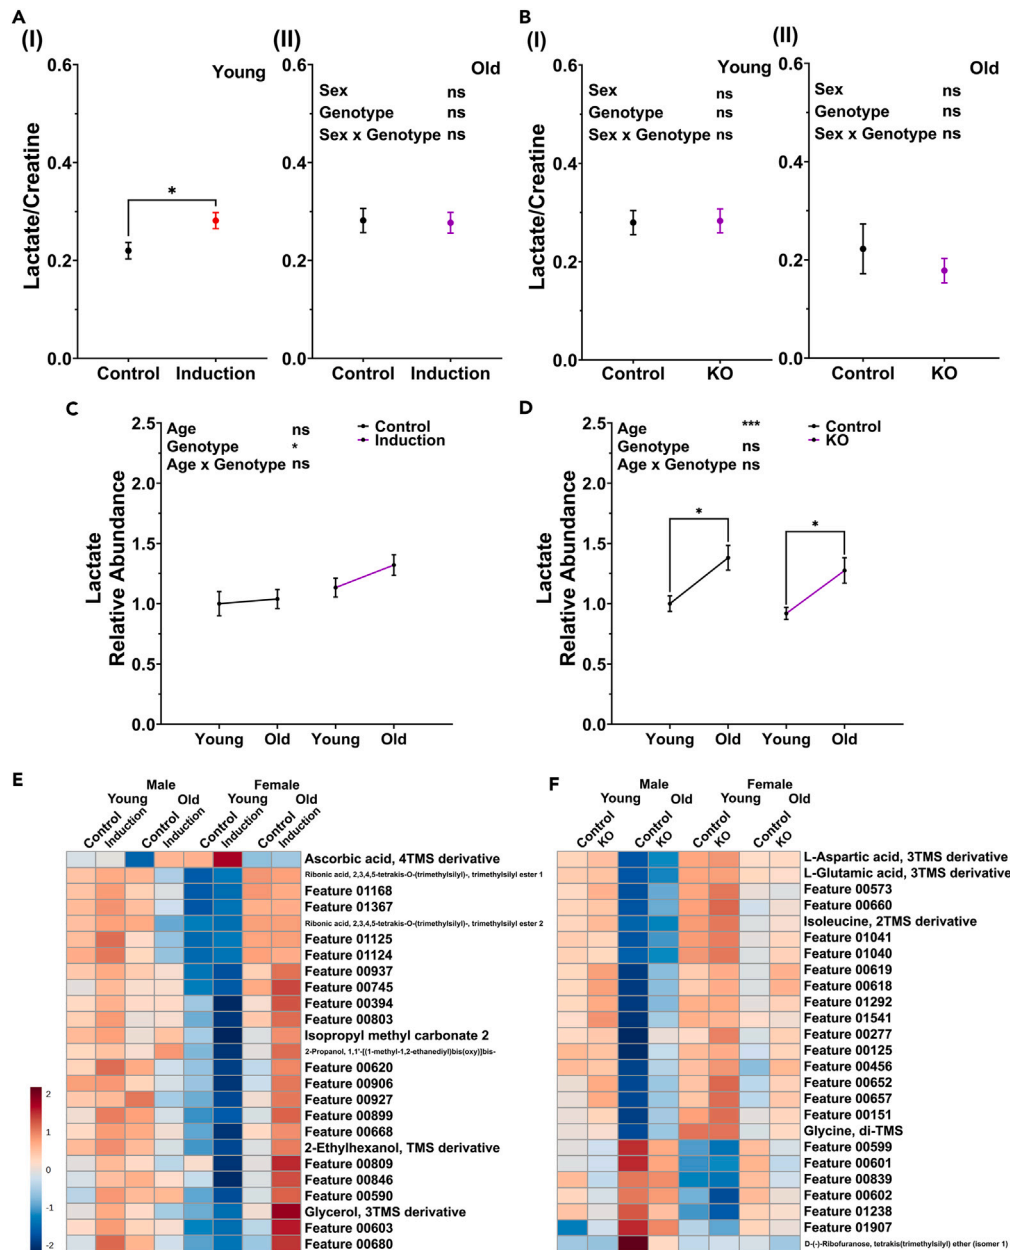 A
(I)
Young
0.6
0.4
0.2
0.0
Lactate/Creatine
*
Control Induction
(II)
Old
0.6
0.4
0.2
0.0
Sex ns
Genotype ns
Sex x Genotype ns
Control Induction
B
(I)
Young
0.6
0.4
0.2
0.0
Lactate/Creatine
Sex ns
Genotype ns
Sex x Genotype ns
Control KO
(II)
Old
0.6
0.4
0.2
0.0
Sex ns
Genotype ns
Sex x Genotype ns
Control KO
C
2.5
2.0
1.5
1.0
0.5
0.0
Lactate
Relative Abundance
Age ns
Genotype *
Age x Genotype ns
Control
Induction
Young Old Young Old
D
2.5
2.0
1.5
1.0
0.5
0.0
Lactate
Relative Abundance
Age ***
Genotype ns
Age x Genotype ns
Control
KO
* *
Young Old Young Old
E
Male Female
Young Old Young Old
Control Induction Control Induction Control Induction Control Induction
Ascorbic acid, 4TMS derivative
Ribonic acid, 2,3,4,5-tetrakis-O-(trimethylsilyl)-, trimethylsilyl ester 1
Feature 01168
Feature 01367
Ribonic acid, 2,3,4,5-tetrakis-O-(trimethylsilyl)-, trimethylsilyl ester 2
Feature 01125
Feature 01124
Feature 00937
Feature 00745
Feature 00394
Feature 00803
Isopropyl methyl carbonate 2
2-Propanol, 1,1'-[(1-methyl-1,2-ethanediyl)bis(oxy)]bis-
Feature 00620
Feature 00906
Feature 00927
Feature 00899
Feature 00668
2-Ethylhexanol, TMS derivative
Feature 00809
Feature 00846
Feature 00590
Glycerol, 3TMS derivative
Feature 00603
Feature 00680
2
1
0
-1
-2
F
Male Female
Young Old Young Old
Control KO Control KO Control KO Control KO
L-Aspartic acid, 3TMS derivative
L-Glutamic acid, 3TMS derivative
Feature 00573
Feature 00660
Isoleucine, 2TMS derivative
Feature 01041
Feature 01040
Feature 00619
Feature 00618
Feature 01292
Feature 01541
Feature 00277
Feature 00125
Feature 00456
Feature 00652
Feature 00657
Feature 00151
Glycine, di-TMS
Feature 00599
Feature 00601
Feature 00839
Feature 00602
Feature 01238
Feature 01907
D-(-)-Ribofuranose, tetrakis(trimethylsilyl) ether (isomer 1)